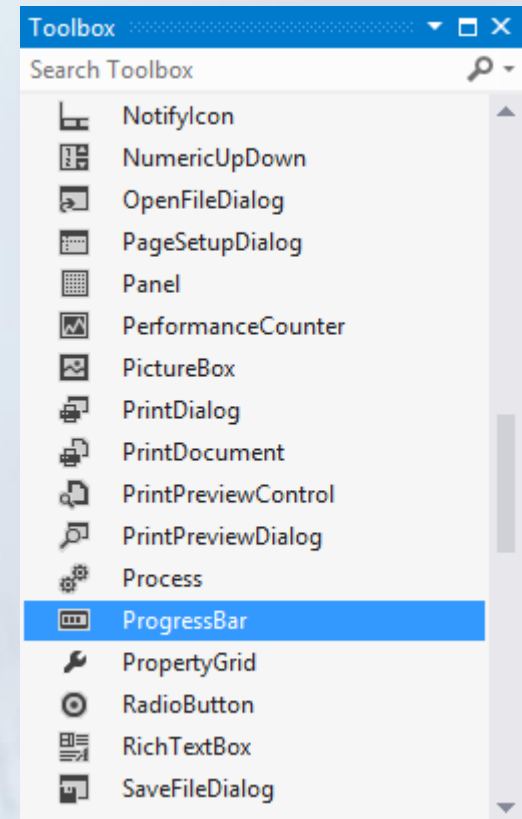 Toolbox
Search Toolbox
NotifyIcon
NumericUpDown
OpenFileDialog
PageSetupDialog
Panel
PerformanceCounter
PictureBox
PrintDialog
PrintDocument
PrintPreviewControl
PrintPreviewDialog
Process
ProgressBar
PropertyGrid
RadioButton
RichTextBox
SaveFileDialog